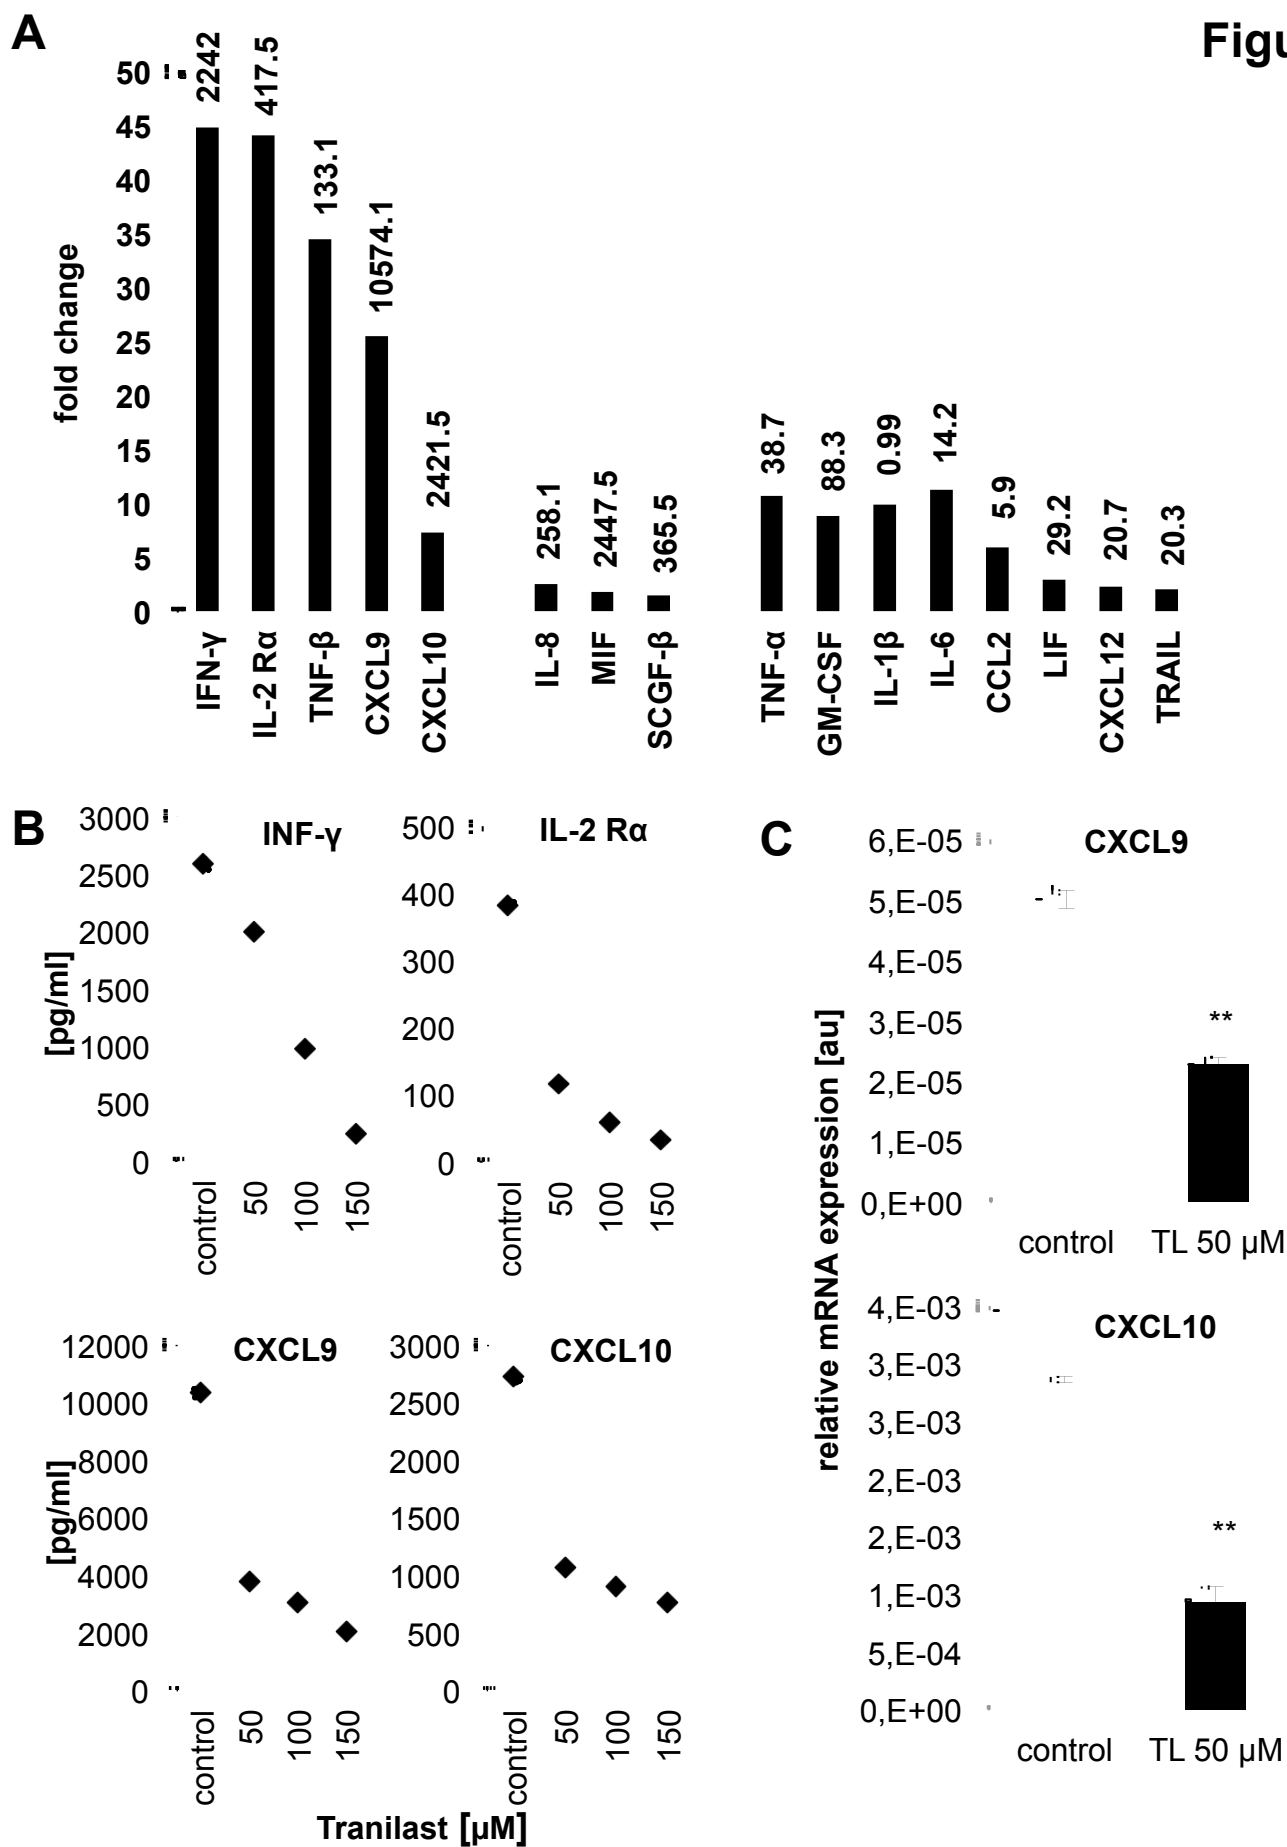 A
Figu
fold change
50
45
40
35
30
25
20
15
10
5
0
2242
417.5
133.1
10574.1
2421.5
258.1
2447.5
365.5
38.7
88.3
0.99
14.2
5.9
29.2
20.7
20.3
IFN-γ
IL-2 Rα
TNF-β
CXCL9
CXCL10
IL-8
MIF
SCGF-β
TNF-α
GM-CSF
IL-1β
IL-6
CCL2
LIF
CXCL12
TRAIL
B
[pg/ml]
INF-γ
3000
2500
2000
1500
1000
500
0
control
50
100
150
IL-2 Rα
500
400
300
200
100
0
control
50
100
150
[pg/ml]
CXCL9
12000
10000
8000
6000
4000
2000
0
control
50
100
150
CXCL10
3000
2500
2000
1500
1000
500
0
control
50
100
150
Tranilast [µM]
C
relative mRNA expression [au]
CXCL9
6,E-05
5,E-05
4,E-05
3,E-05
2,E-05
1,E-05
0,E+00
**
control
TL 50 µM
CXCL10
4,E-03
3,E-03
3,E-03
2,E-03
2,E-03
1,E-03
5,E-04
0,E+00
**
control
TL 50 µM